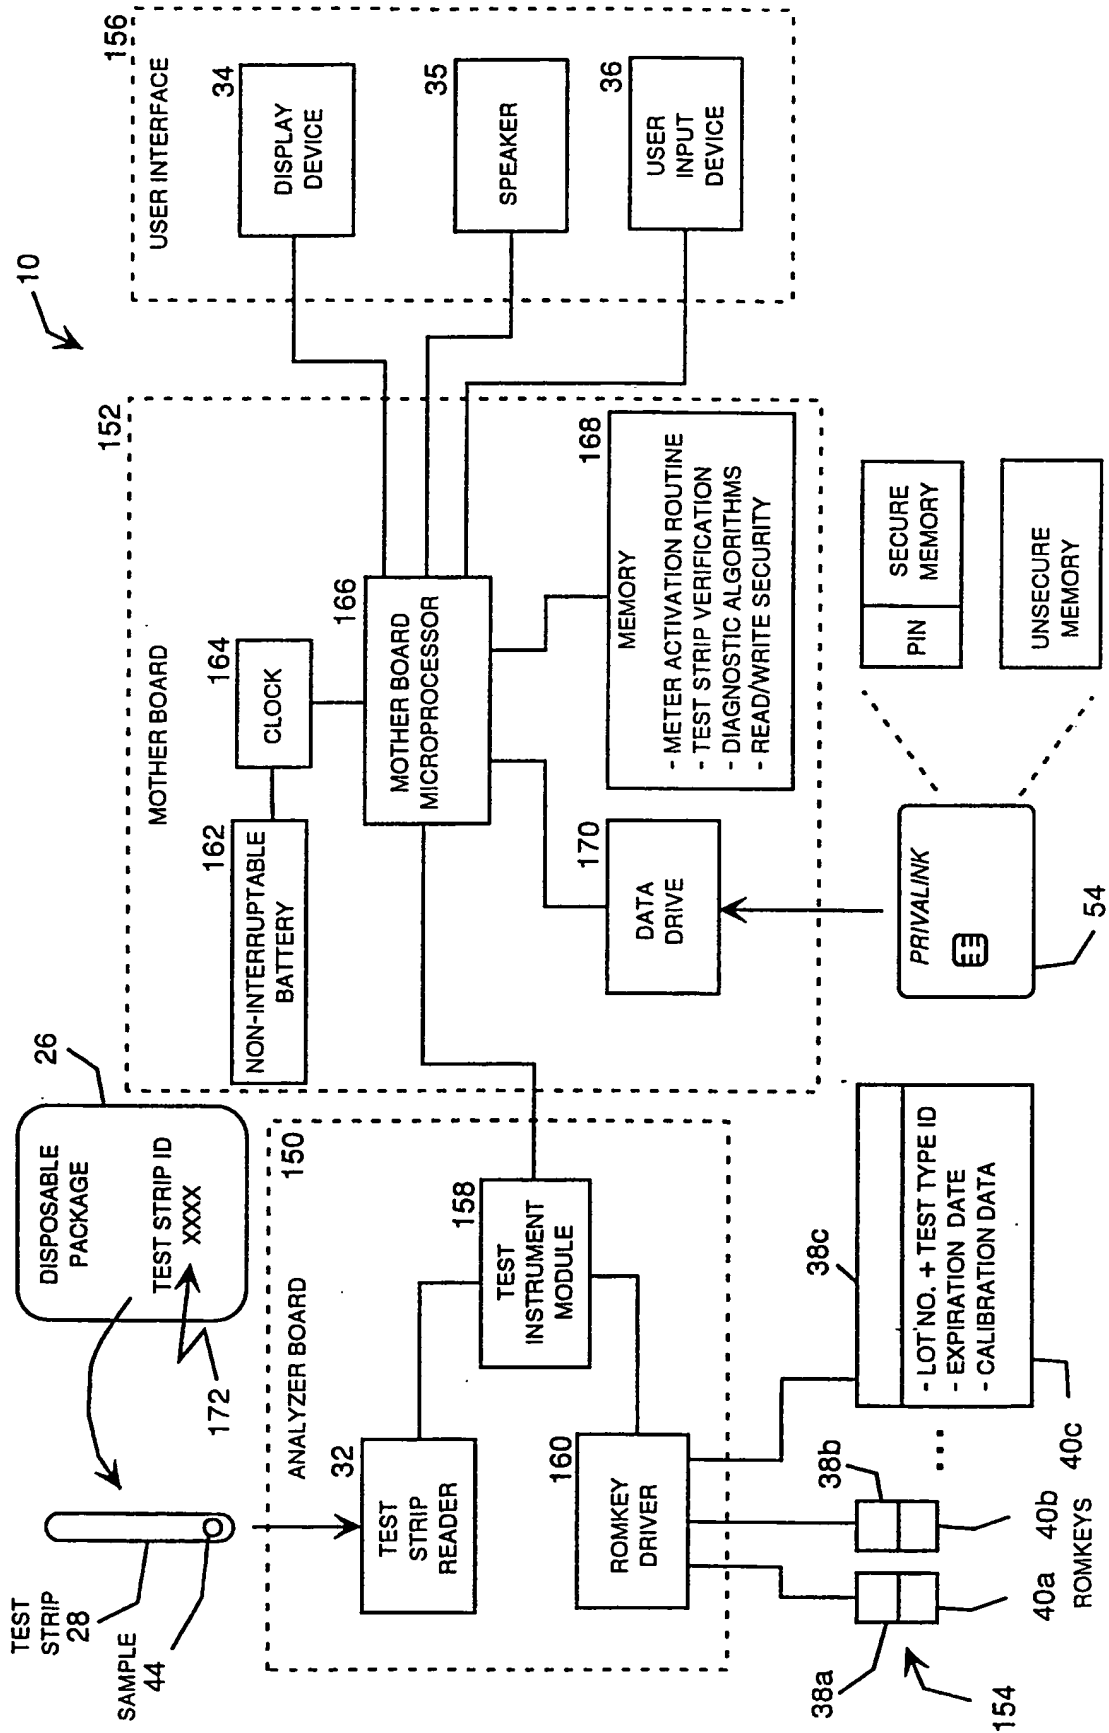 TEST
STRIP
28
SAMPLE
44
DISPOSABLE
PACKAGE
TEST STRIP ID
XXXX
26
172
10
ANALYZER BOARD
150
32
TEST
STRIP
READER
158
TEST
INSTRUMENT
MODULE
160
ROMKEY
DRIVER
MOTHER BOARD
152
162
NON-INTERRUPTABLE
BATTERY
164
CLOCK
166
MOTHER BOARD
MICROPROCESSOR
170
DATA
DRIVE
168
MEMORY
- METER ACTIVATION ROUTINE
- TEST STRIP VERIFICATION
- DIAGNOSTIC ALGORITHMS
- READ/WRITE SECURITY
USER INTERFACE
156
34
DISPLAY
DEVICE
35
SPEAKER
36
USER
INPUT
DEVICE
38a
38b
38c
- LOT NO. + TEST TYPE ID
- EXPIRATION DATE
- CALIBRATION DATA
...
154
40a
40b
40c
ROMKEYS
PRIVALINK
54
PIN
SECURE
MEMORY
UNSECURE
MEMORY